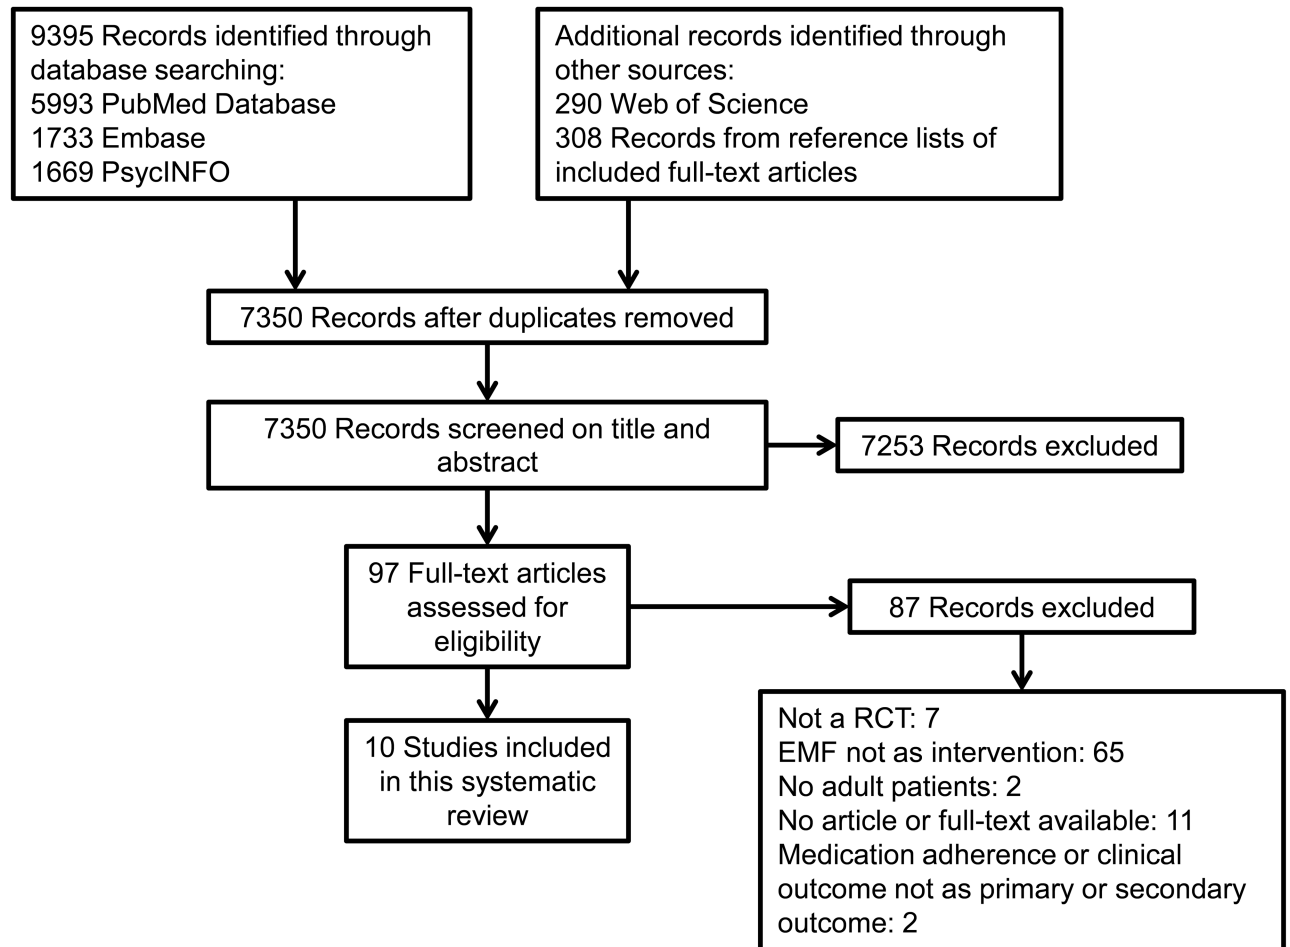 9395 Records identified through
database searching:
5993 PubMed Database
1733 Embase
1669 PsycINFO
Additional records identified through
other sources:
290 Web of Science
308 Records from reference lists of
included full-text articles
7350 Records after duplicates removed
7350 Records screened on title and
abstract
7253 Records excluded
97 Full-text articles
assessed for
eligibility
87 Records excluded
10 Studies included
in this systematic
review
Not a RCT: 7
EMF not as intervention: 65
No adult patients: 2
No article or full-text available: 11
Medication adherence or clinical
outcome not as primary or secondary
outcome: 2